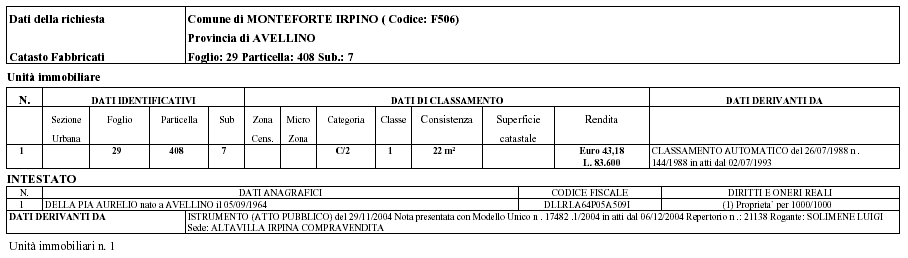 Dati della richiesta Comune di MONTEFORTE IRPINO ( Codice: F506)
Provincia di AVELLINO
Catasto Fabbricati Foglio: 29 Particella: 408 Sub.: 7
Unità immobiliare
N. DATI IDENTIFICATIVI DATI DI CLASSAMENTO DATI DERIVANTI DA
Sezione Foglio Particella Sub Zona Micro Categoria Classe Consistenza Superficie Rendita
Urbana Cens. Zona catastale
1 29 408 7 C/2 1 22 m² Euro 43,18 CLASSAMENTO AUTOMATICO del 26/07/1988 n .
L. 83.600 144/1988 in atti dal 02/07/1993
INTESTATO
N. DATI ANAGRAFICI CODICE FISCALE DIRITTI E ONERI REALI
1 DELLA PIA AURELIO nato a AVELLINO il 05/09/1964 DLLRLA64P05A509I (1) Proprieta` per 1000/1000
DATI DERIVANTI DA ISTRUMENTO (ATTO PUBBLICO) del 29/11/2004 Nota presentata con Modello Unico n . 17482 .1/2004 in atti dal 06/12/2004 Repertorio n .: 21138 Rogante: SOLIMENE LUIGI
Sede: ALTAVILLA IRPINA COMPRAVENDITA
Unità immobiliari n. 1